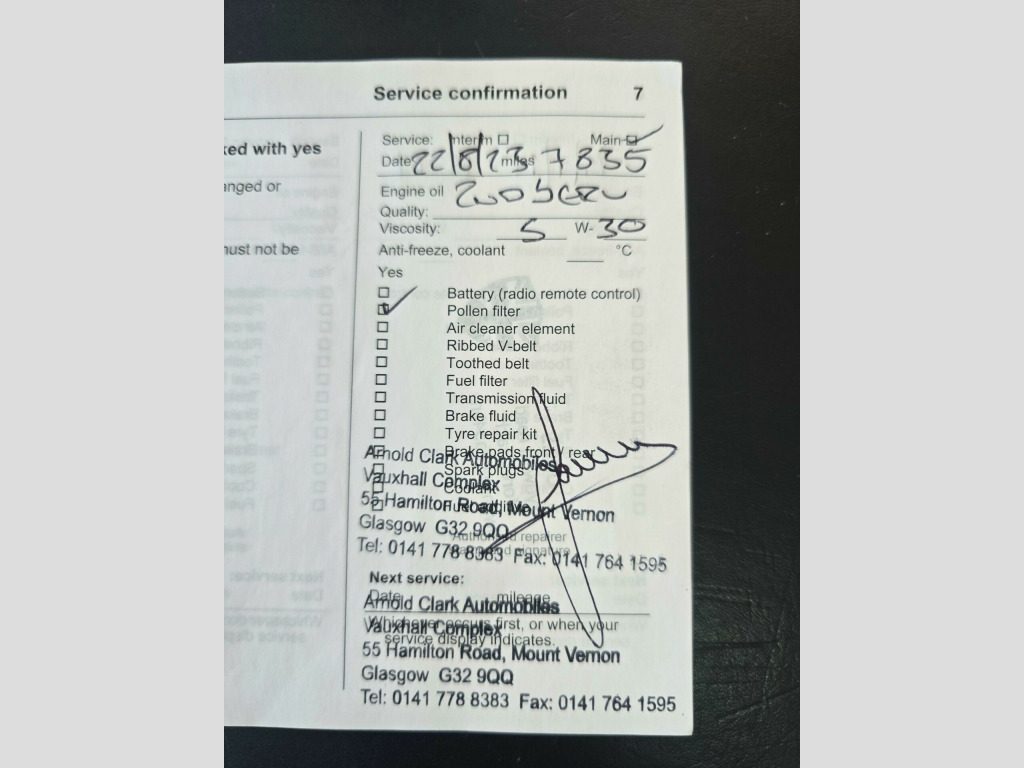 Service confirmation 7
ked with yes
anged or
must not be
Service: Interim ☐ Main ☑
Date 22/8/23 miles 7835
Engine oil
Quality:
Viscosity: 5 W- 30
Anti-freeze, coolant °C
Yes
☐ Battery (radio remote control)
☑ Pollen filter
☐ Air cleaner element
☐ Ribbed V-belt
☐ Toothed belt
☐ Fuel filter
☐ Transmission fluid
☐ Brake fluid
☐ Tyre repair kit
☐ Brake pads front / rear
Arnold Clark Automobiles
☐ Spark plugs
Vauxhall Complex
☐ Coolant
55 Hamilton Road, Mount Vernon
Glasgow G32 9QQ
Authorised repairer
Tel: 0141 778 8383 Fax: 0141 764 1595
Next service:
Date mileage
Arnold Clark Automobiles
Whichever occurs first, or when your
Vauxhall Complex
service display indicates.
55 Hamilton Road, Mount Vernon
Glasgow G32 9QQ
Tel: 0141 778 8383 Fax: 0141 764 1595